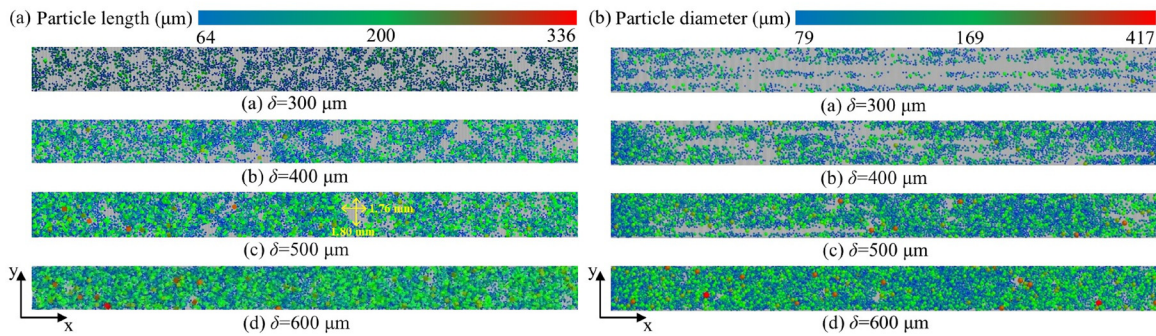 (a) Particle length (μm)
64 200 336
(a) δ=300 μm
(b) δ=400 μm
1.76 mm
1.80 mm
(c) δ=500 μm
y
x
(d) δ=600 μm
(b) Particle diameter (μm)
79 169 417
(a) δ=300 μm
(b) δ=400 μm
(c) δ=500 μm
y
x
(d) δ=600 μm